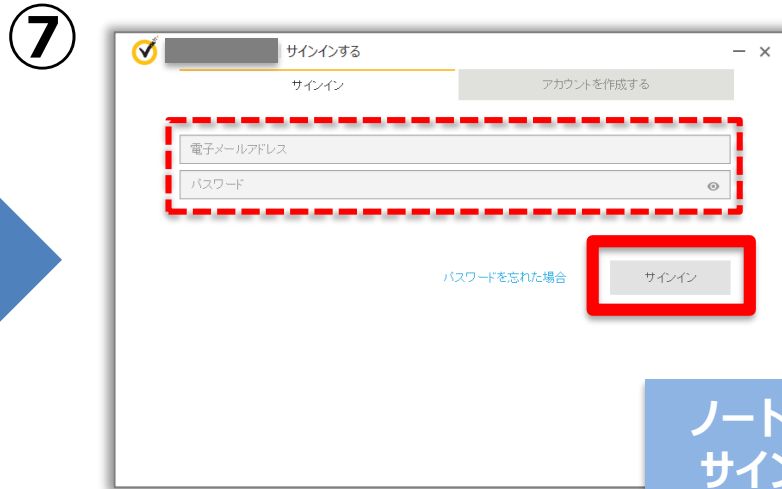 ⑦
サインインする
サインイン
アカウントを作成する
電子メールアドレス
パスワード
パスワードを忘れた場合
サインイン
ノート
サイン